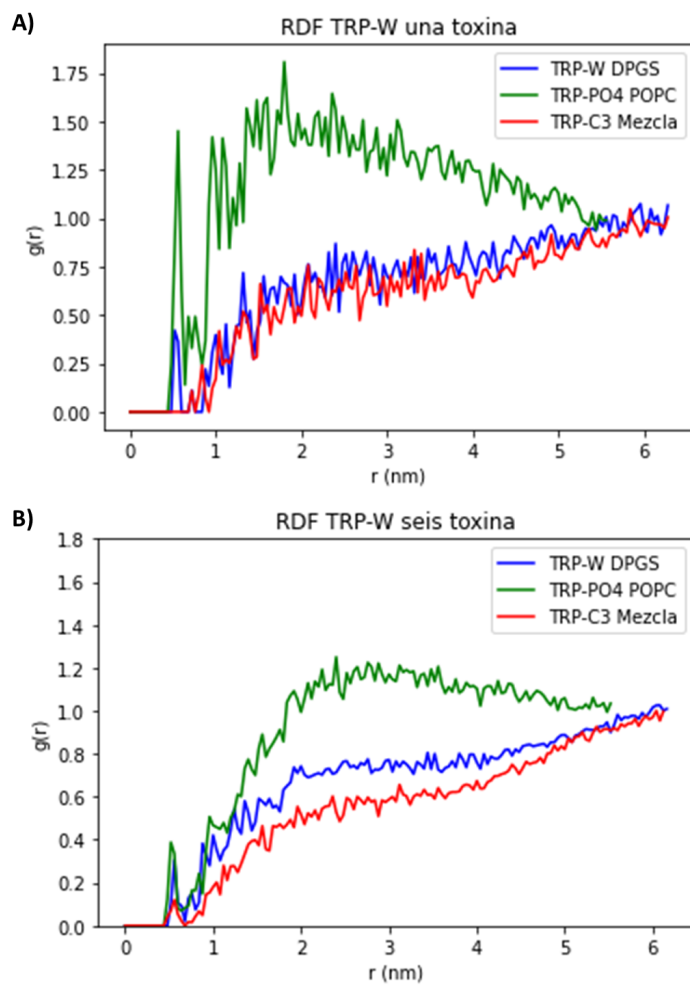 A)
RDF TRP-W una toxina
TRP-W DPGS
TRP-PO4 POPC
TRP-C3 Mezcla
g(r)
1.75
1.50
1.25
1.00
0.75
0.50
0.25
0.00
0 1 2 3 4 5 6
r (nm)
B)
RDF TRP-W seis toxina
TRP-W DPGS
TRP-PO4 POPC
TRP-C3 Mezcla
g(r)
1.8
1.6
1.4
1.2
1.0
0.8
0.6
0.4
0.2
0.0
0 1 2 3 4 5 6
r (nm)